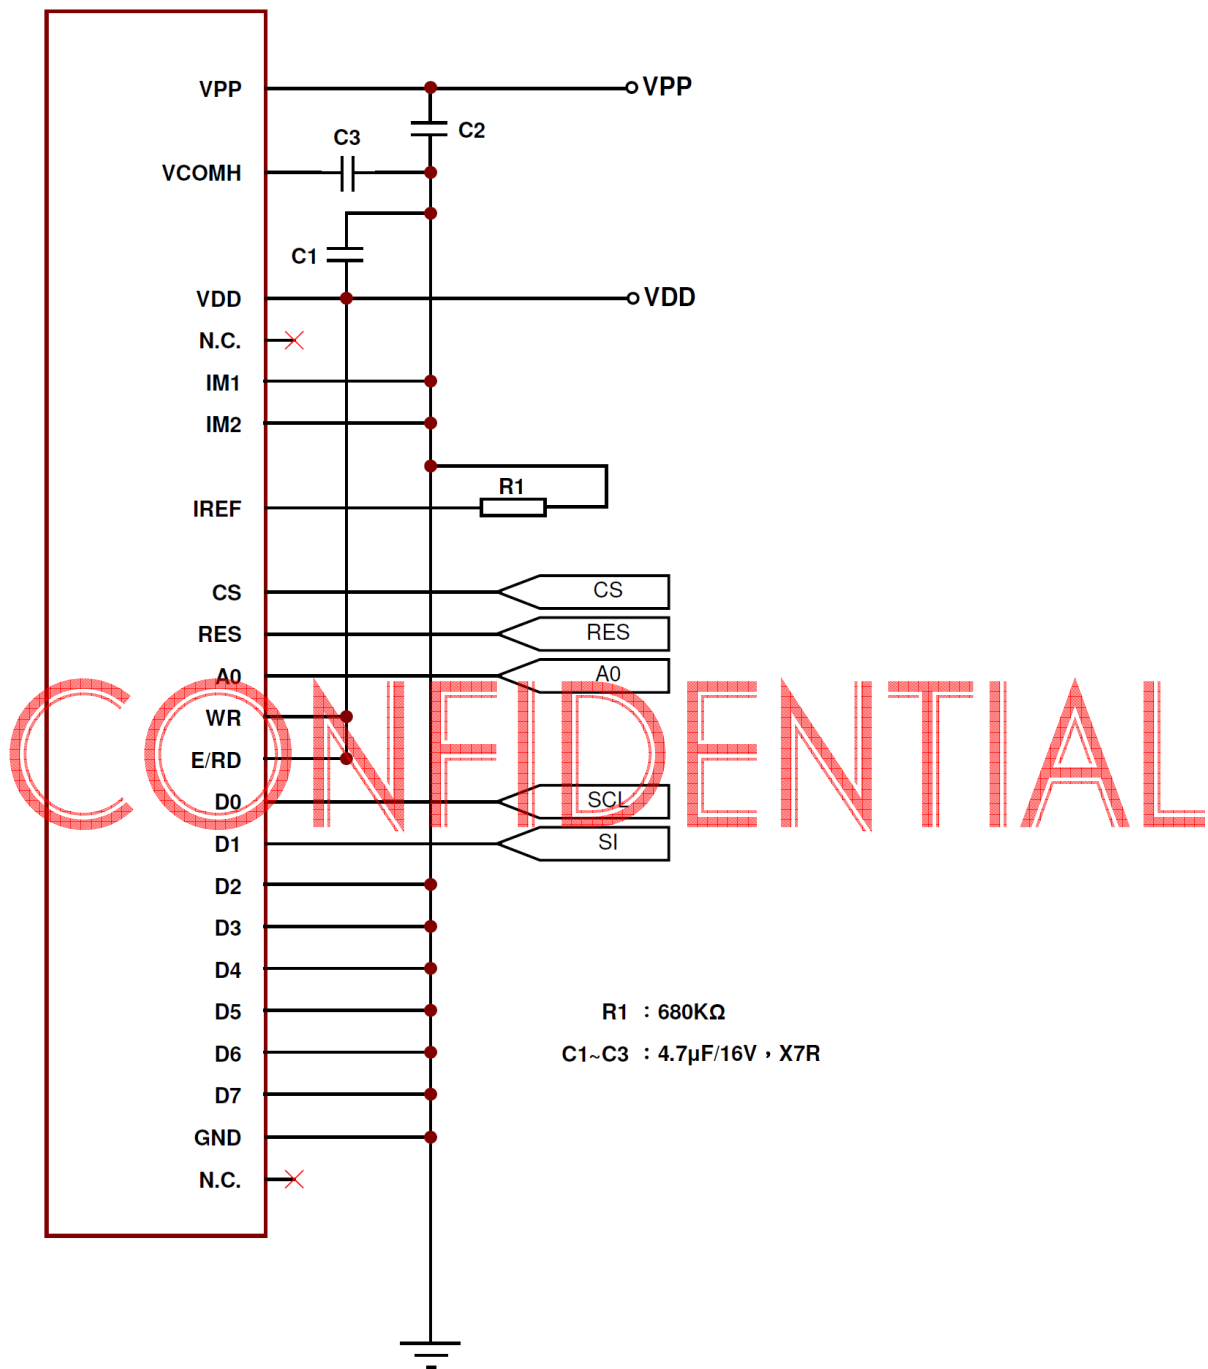 VPP
VPP
C2
C3
VCOMH
C1
VDD
VDD
N.C.
IM1
IM2
R1
IREF
CS
CS
RES
RES
A0
A0
CONFIDENTIAL
WR
E/RD
D0
SCL
D1
SI
D2
D3
D4
D5
R1 : 680KΩ
D6
C1~C3 : 4.7µF/16V , X7R
D7
GND
N.C.